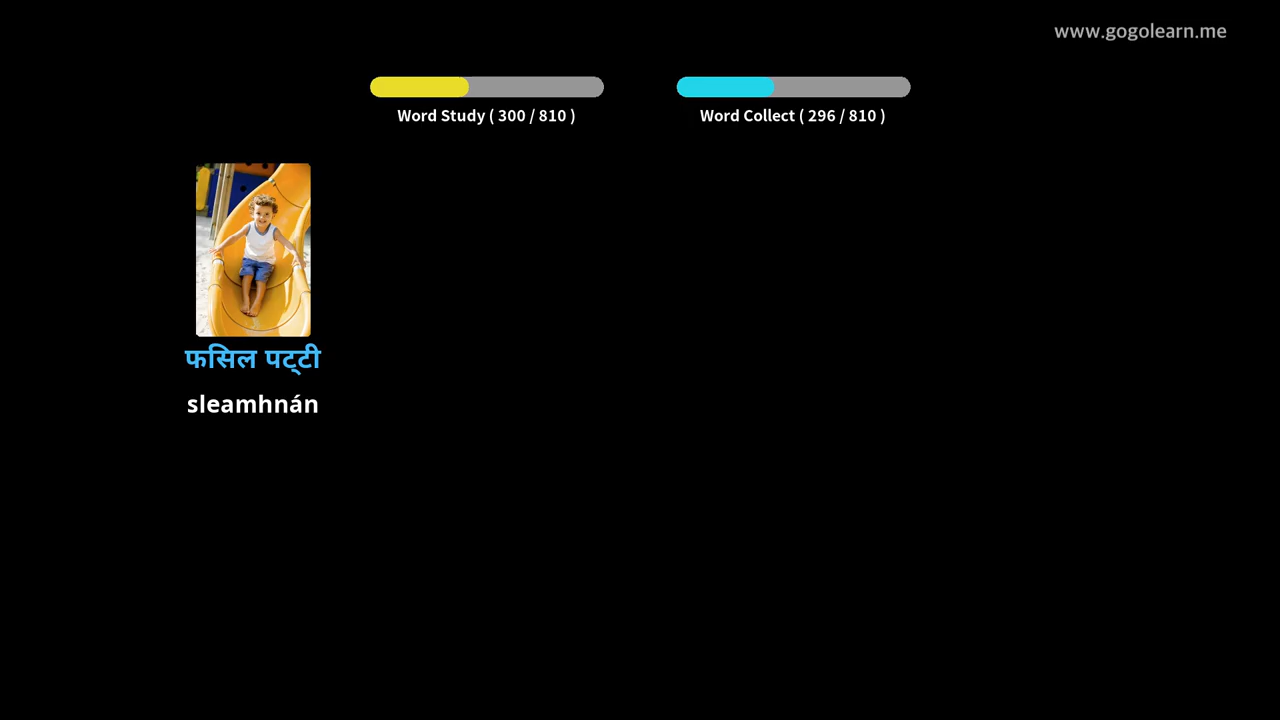 www.gogolearn.me
Word Study ( 300 / 810 )
Word Collect ( 296 / 810 )
फसिल पट्टी
sleamhnán